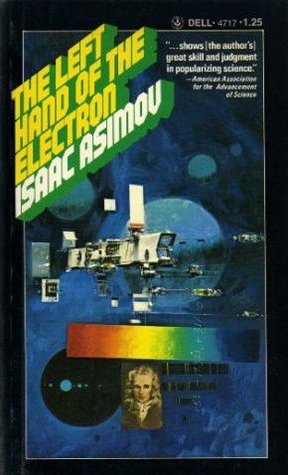 DELL • 4717 • 1.25
"...shows [the author's]
great skill and judgment
in popularizing science."
—American Association
for the Advancement
of Science
THE LEFT
HAND OF THE
ELECTRON
ISAAC ASIMOV